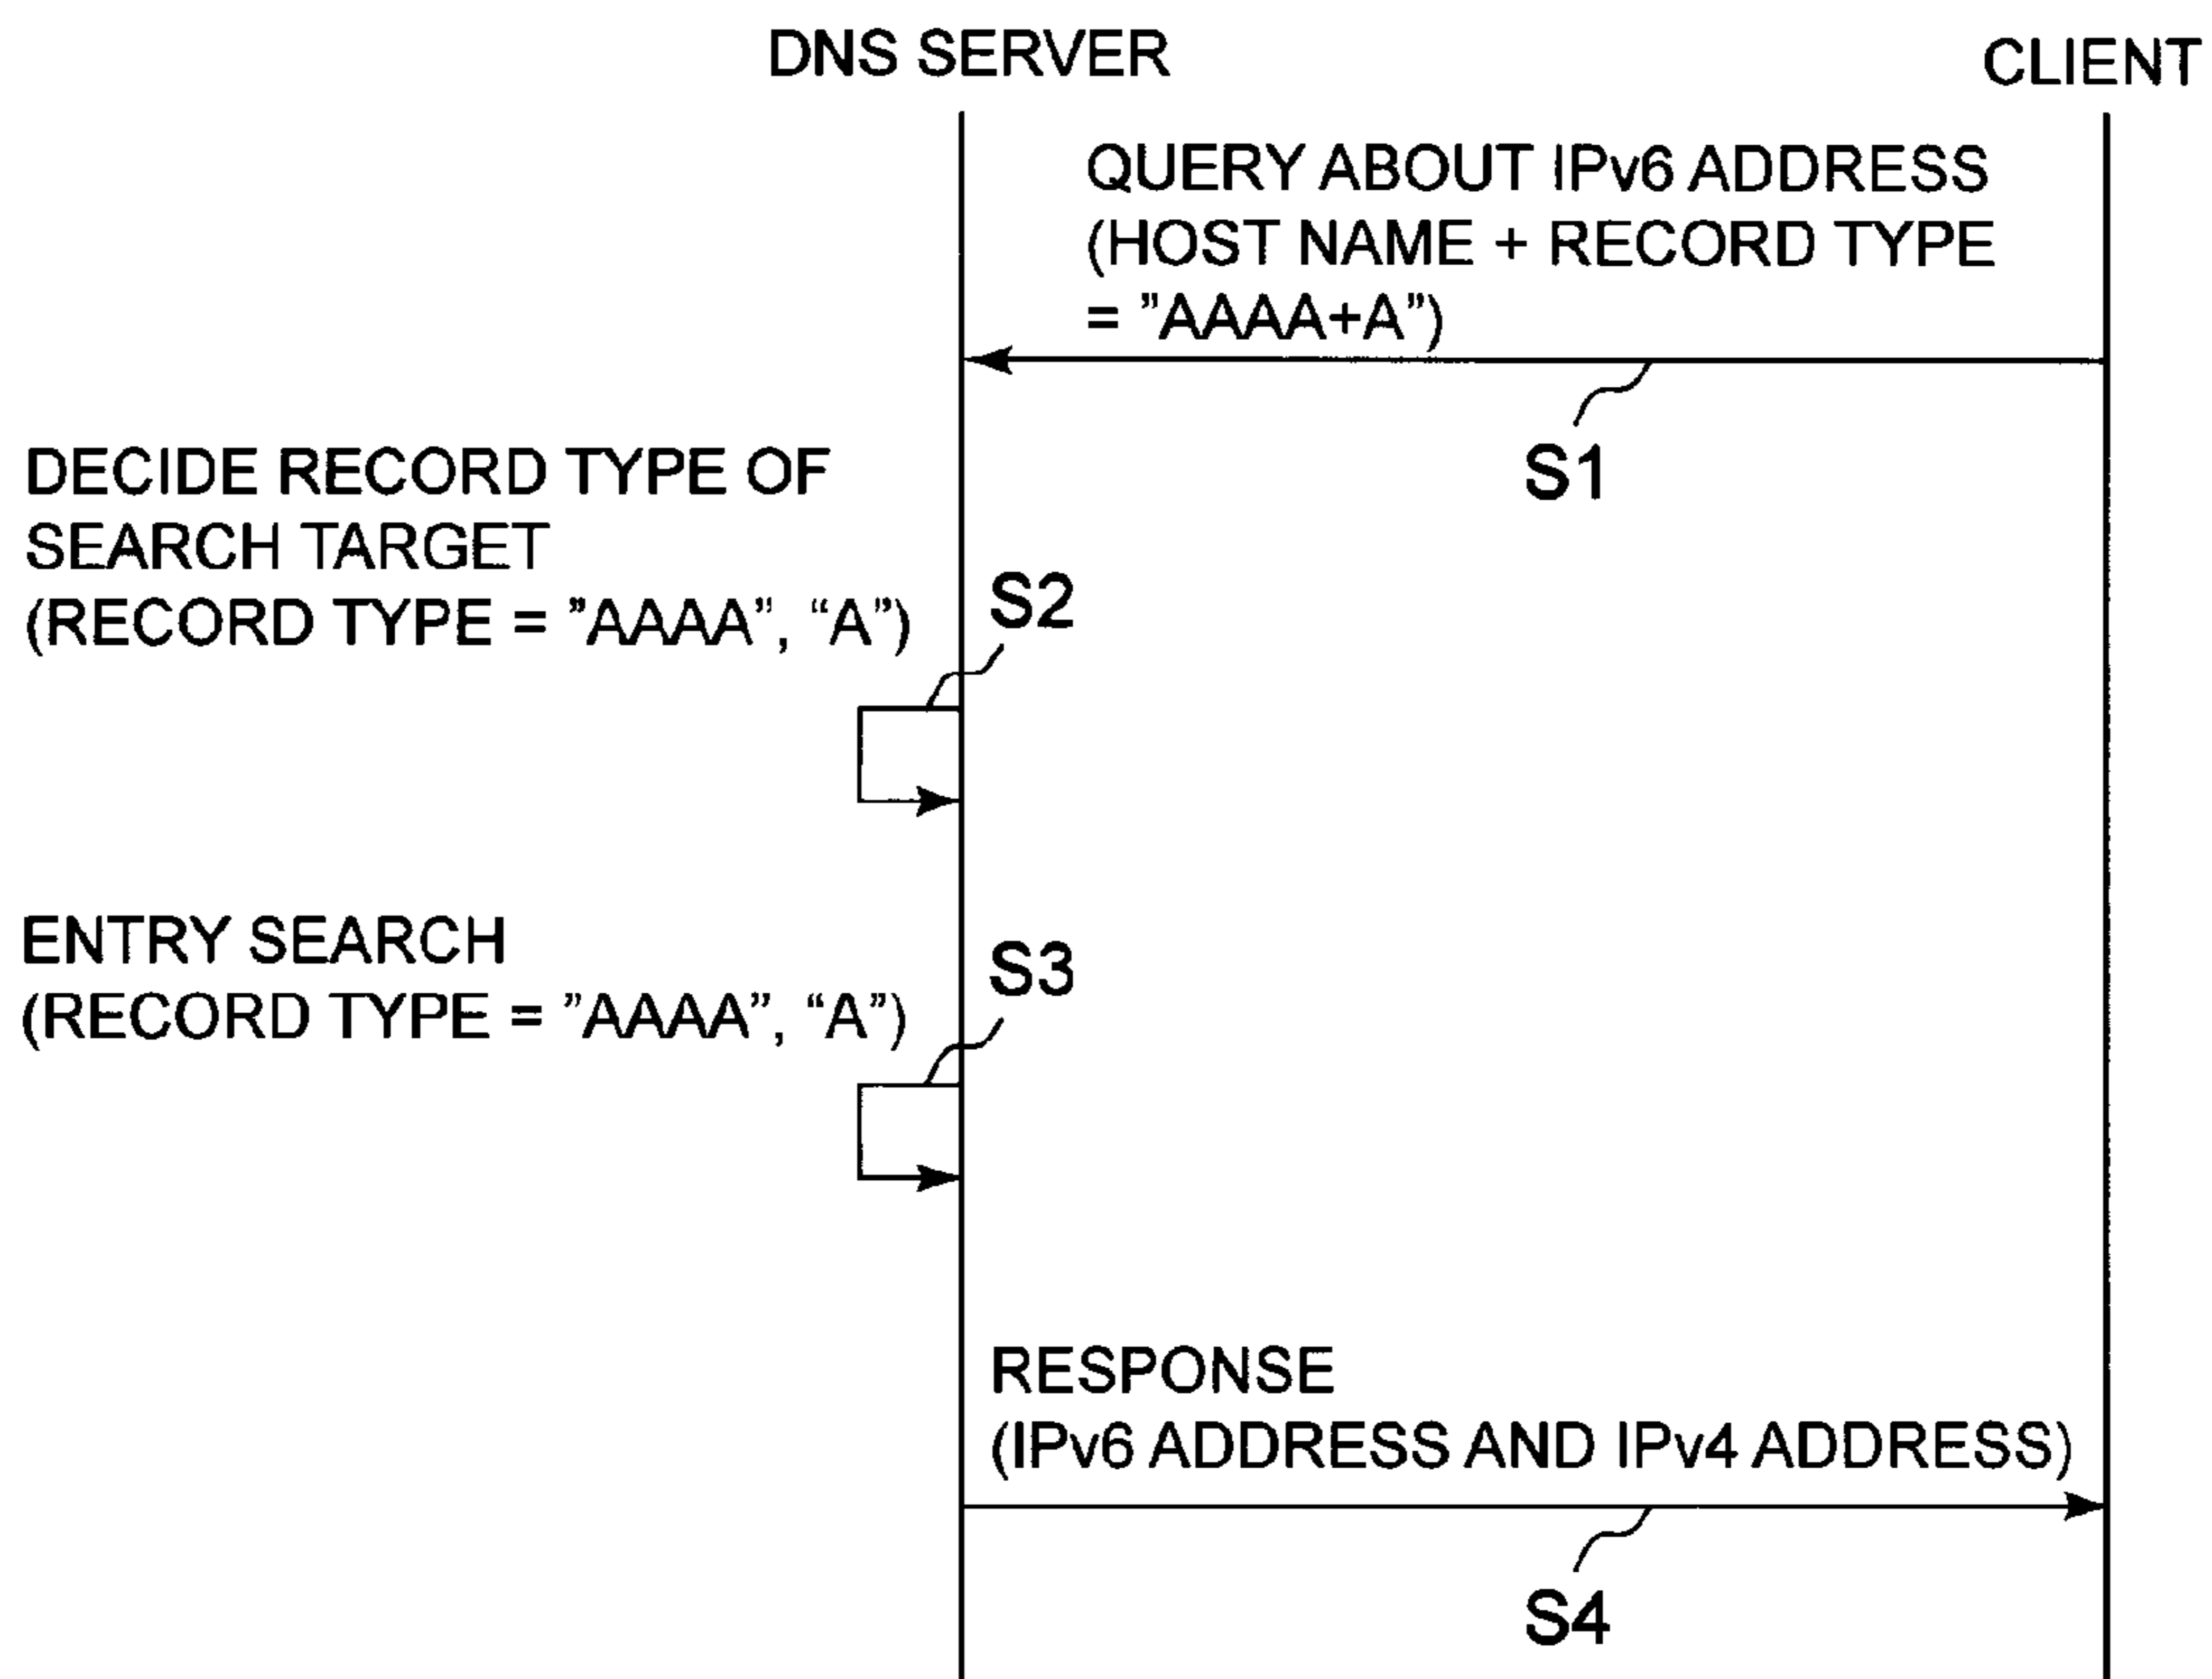 DNS SERVER
CLIENT
QUERY ABOUT IPv6 ADDRESS
(HOST NAME + RECORD TYPE
= ”AAAA+A”)
S1
DECIDE RECORD TYPE OF
SEARCH TARGET
(RECORD TYPE = ”AAAA”, “A”)
S2
ENTRY SEARCH
(RECORD TYPE = ”AAAA”, “A”)
S3
RESPONSE
(IPv6 ADDRESS AND IPv4 ADDRESS)
S4